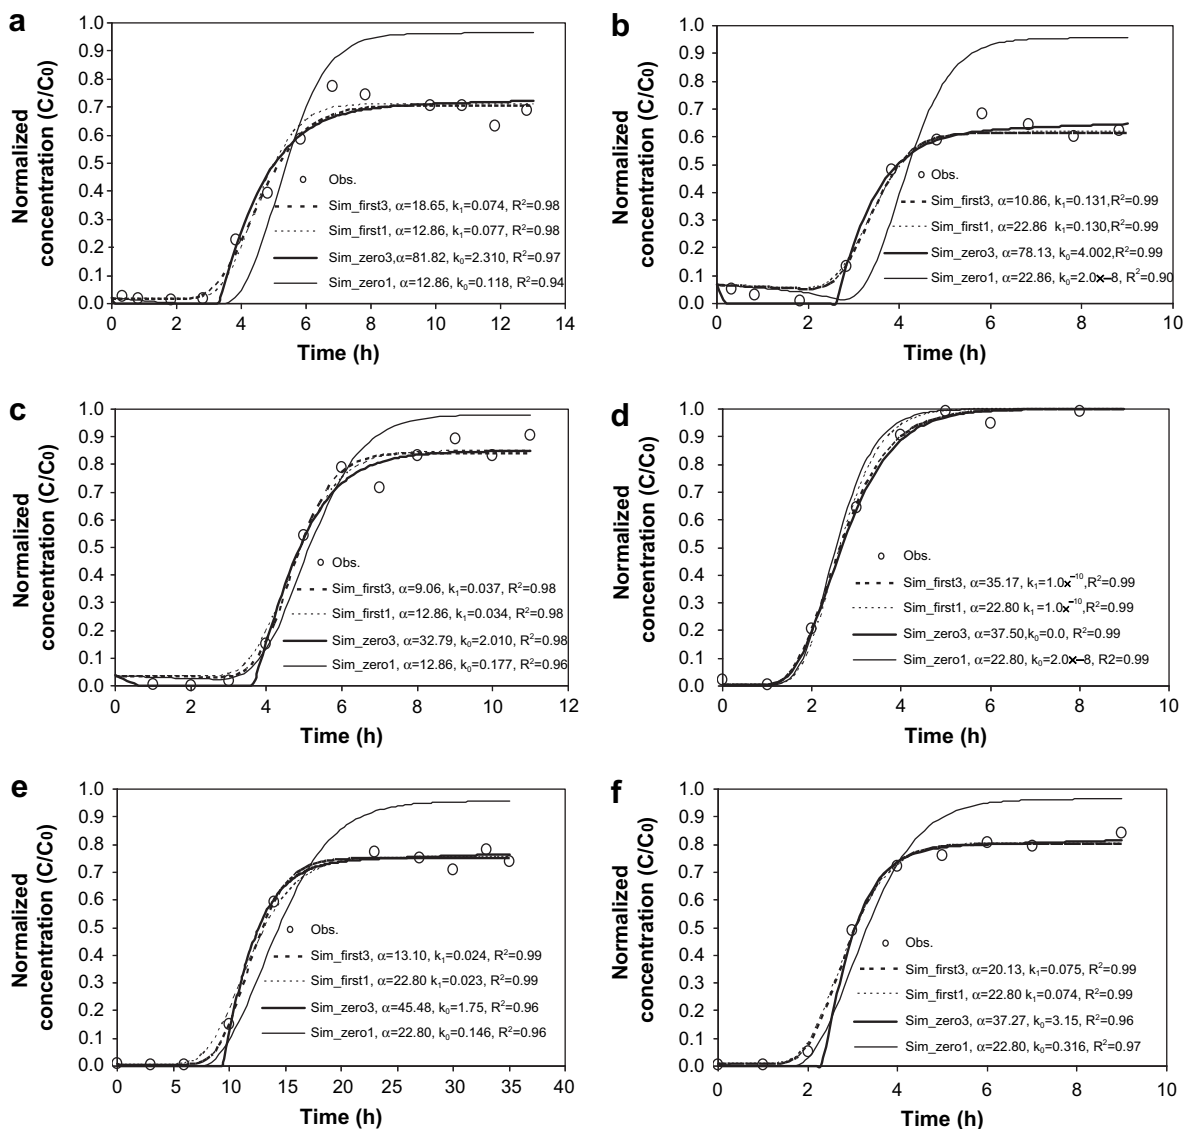 a
Normalized
concentration (C/C0)
1.0
0.9
0.8
0.7
0.6
0.5
0.4
0.3
0.2
0.1
0.0
Obs.
Sim_first3, α=18.65, k₁=0.074, R²=0.98
Sim_first1, α=12.86, k₁=0.077, R²=0.98
Sim_zero3,α=81.82, k₀=2.310, R²=0.97
Sim_zero1, α=12.86, k₀=0.118, R²=0.94
0 2 4 6 8 10 12 14
Time (h)
b
Normalized
concentration (C/C0)
1.0
0.9
0.8
0.7
0.6
0.5
0.4
0.3
0.2
0.1
0.0
Obs.
Sim_first3, α=10.86, k₁=0.131,R²=0.99
Sim_first1, α=22.86 k₁=0.130,R²=0.99
Sim_zero3, α=78.13, k₀=4.002,R²=0.99
Sim_zero1, α=22.86, k₀=2.0×–8, R²=0.90
0 2 4 6 8 10
Time (h)
c
Normalized
concentration (C/C0)
1.0
0.9
0.8
0.7
0.6
0.5
0.4
0.3
0.2
0.1
0.0
Obs.
Sim_first3, α=9.06, k₁=0.037, R²=0.98
Sim_first1, α=12.86, k₁=0.034, R²=0.98
Sim_zero3, α=32.79, k₀=2.010, R²=0.98
Sim_zero1, α=12.86, k₀=0.177, R²=0.96
0 2 4 6 8 10 12
Time (h)
d
Normalized
concentration (C/C0)
1.0
0.9
0.8
0.7
0.6
0.5
0.4
0.3
0.2
0.1
0.0
Obs.
Sim_first3, α=35.17, k₁=1.0×⁻¹⁰,R²=0.99
Sim_first1, α=22.80 k₁ =1.0×⁻¹⁰,R²=0.99
Sim_zero3, α=37.50,k₀=0.0, R²=0.99
Sim_zero1, α=22.80, k₀=2.0×–8, R2=0.99
0 2 4 6 8 10
Time (h)
e
Normalized
concentration (C/C0)
1.0
0.9
0.8
0.7
0.6
0.5
0.4
0.3
0.2
0.1
0.0
Obs.
Sim_first3, α=13.10, k₁=0.024, R²=0.99
Sim_first1, α=22.80 k₁=0.023, R²=0.99
Sim_zero3, α=45.48, k₀=1.75, R²=0.96
Sim_zero1, α=22.80, k₀=0.146, R²=0.96
0 5 10 15 20 25 30 35 40
Time (h)
f
Normalized
concentration (C/C0)
1.0
0.9
0.8
0.7
0.6
0.5
0.4
0.3
0.2
0.1
0.0
Obs.
Sim_first3, α=20.13, k₁=0.075, R²=0.99
Sim_first1, α=22.80 k₁=0.074, R²=0.99
Sim_zero3, α=37.27, k₀=3.15, R²=0.96
Sim_zero1, α=22.80, k₀=0.316, R²=0.97
0 2 4 6 8 10
Time (h)